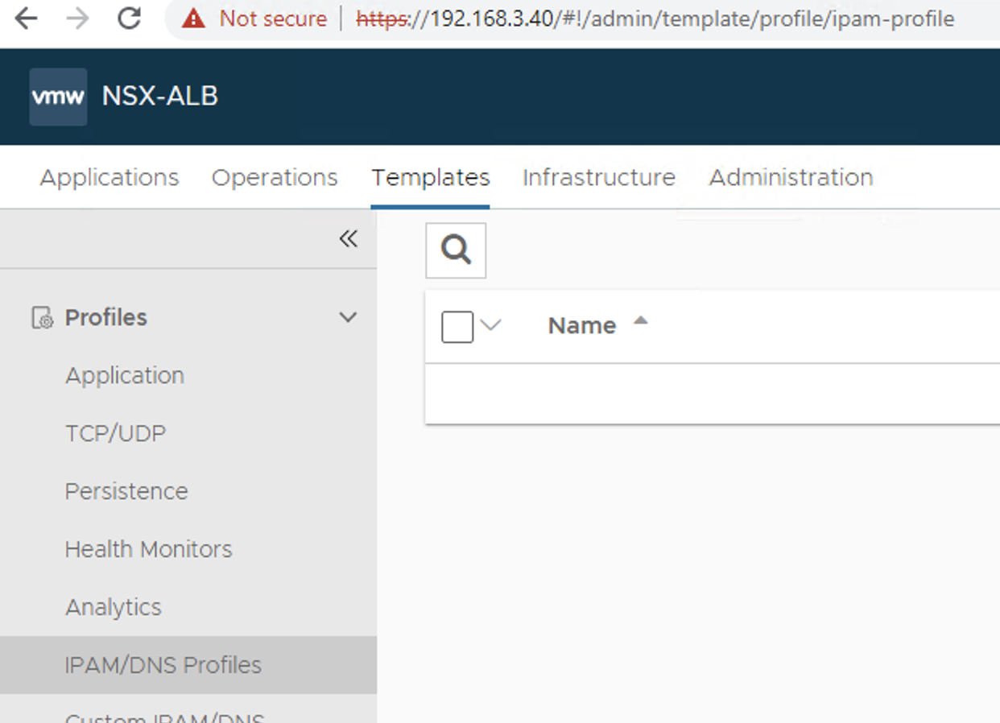 Not secure https://192.168.3.40/#!/admin/template/profile/ipam-profile
vmw NSX-ALB
Applications Operations Templates Infrastructure Administration
Profiles
Name
Application
TCP/UDP
Persistence
Health Monitors
Analytics
IPAM/DNS Profiles
Custom IPAM/DNS